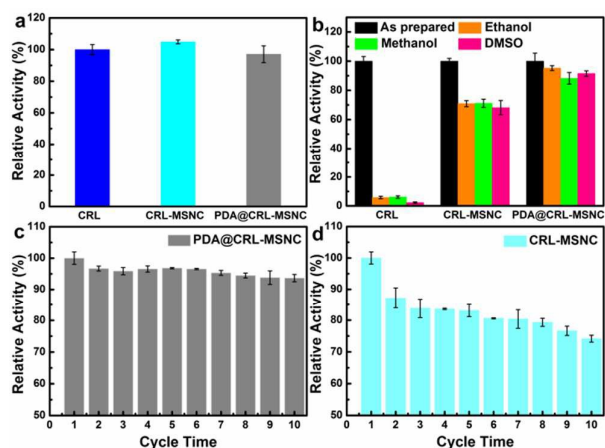 a
Relative Activity (%)
140
120
100
80
60
40
20
0
CRL CRL-MSNC PDA@CRL-MSNC
b
Relative Activity (%)
As prepared Ethanol
Methanol DMSO
120
100
80
60
40
20
0
CRL CRL-MSNC PDA@CRL-MSNC
c
Relative Activity (%)
PDA@CRL-MSNC
110
100
90
80
70
60
50
0 1 2 3 4 5 6 7 8 9 10
Cycle Time
d
Relative Activity (%)
CRL-MSNC
110
100
90
80
70
60
50
0 1 2 3 4 5 6 7 8 9 10
Cycle Time